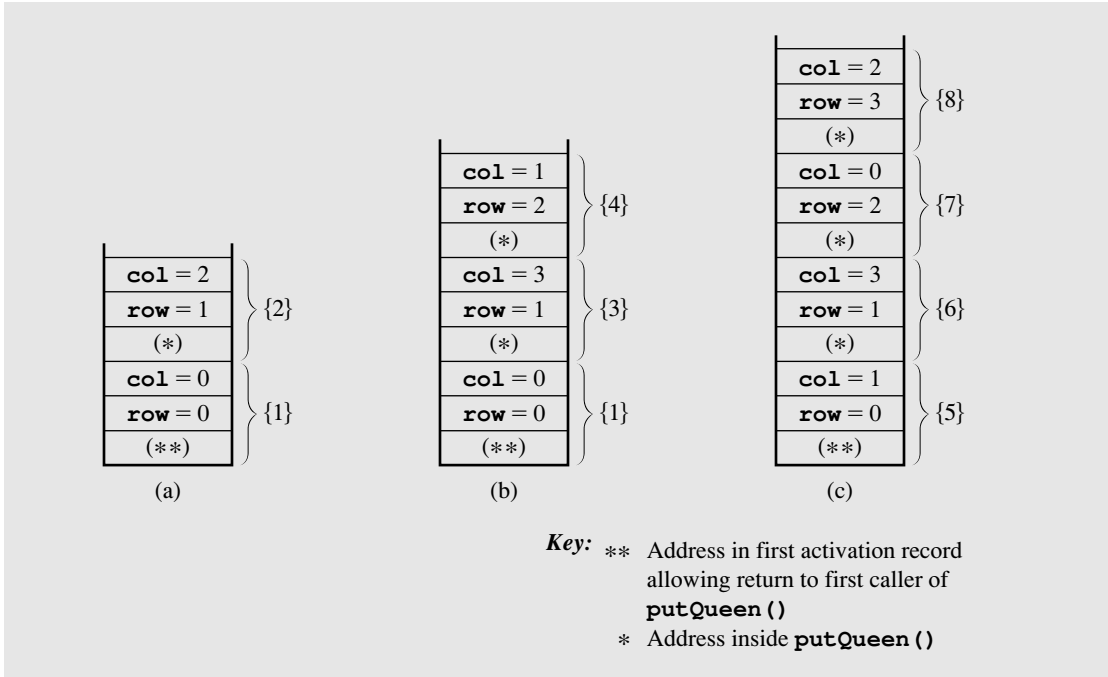 col = 2
row = 1
(*)
{2}
col = 0
row = 0
(**)
{1}
(a)
col = 1
row = 2
(*)
{4}
col = 3
row = 1
(*)
{3}
col = 0
row = 0
(**)
{1}
(b)
col = 2
row = 3
(*)
{8}
col = 0
row = 2
(*)
{7}
col = 3
row = 1
(*)
{6}
col = 1
row = 0
(**)
{5}
(c)
Key: ** Address in first activation record
allowing return to first caller of
putQueen()
* Address inside putQueen()